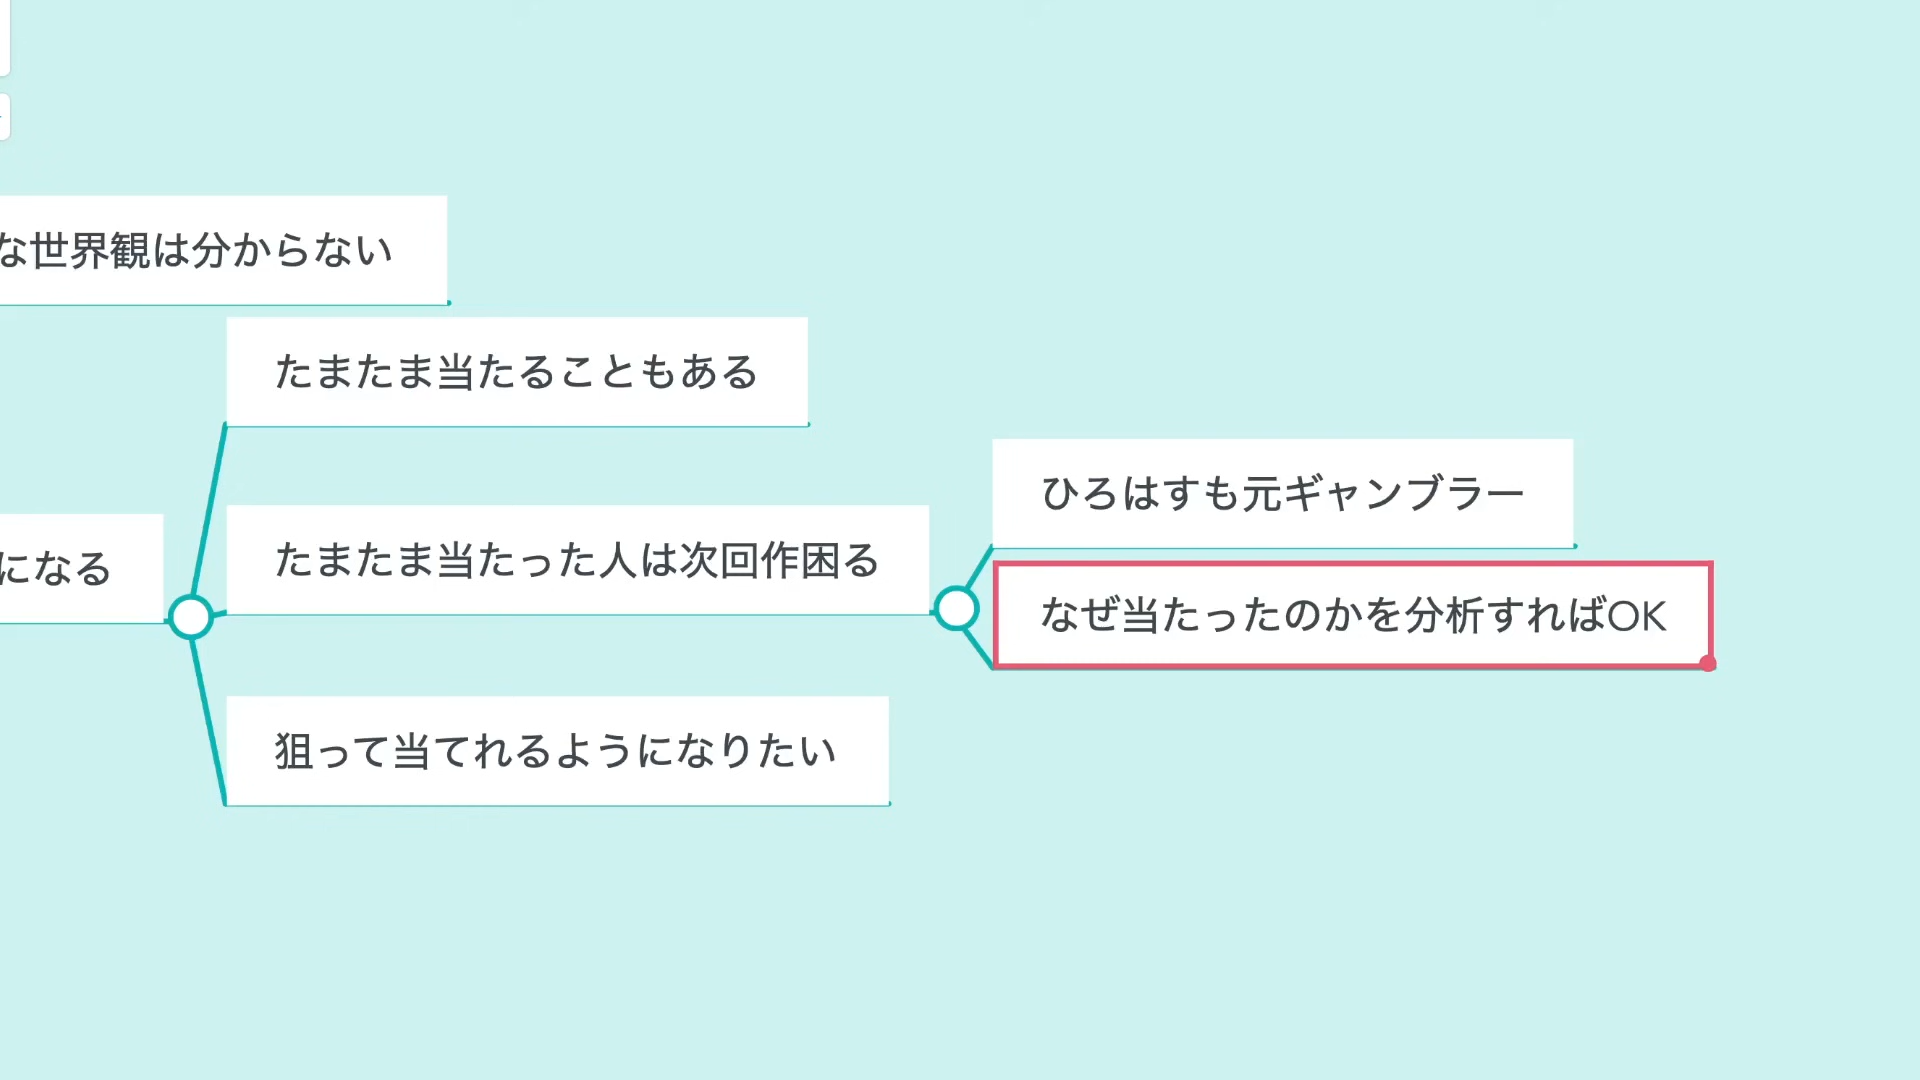 な世界観は分からない
たまたま当たることもある
になる
たまたま当たった人は次回作困る
ひろはすも元ギャンブラー
なぜ当たったのかを分析すればOK
狙って当てれるようになりたい